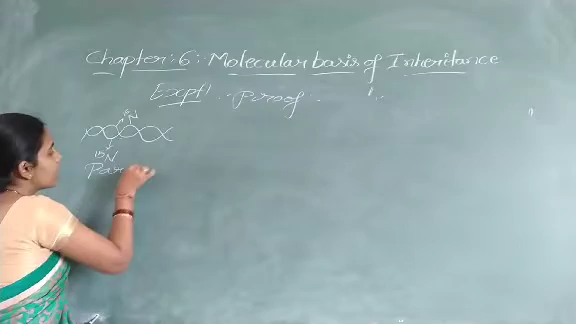 Chapter: 6: Molecular basis of Inheritance
Exptl. Proof.
15N
15N
Par